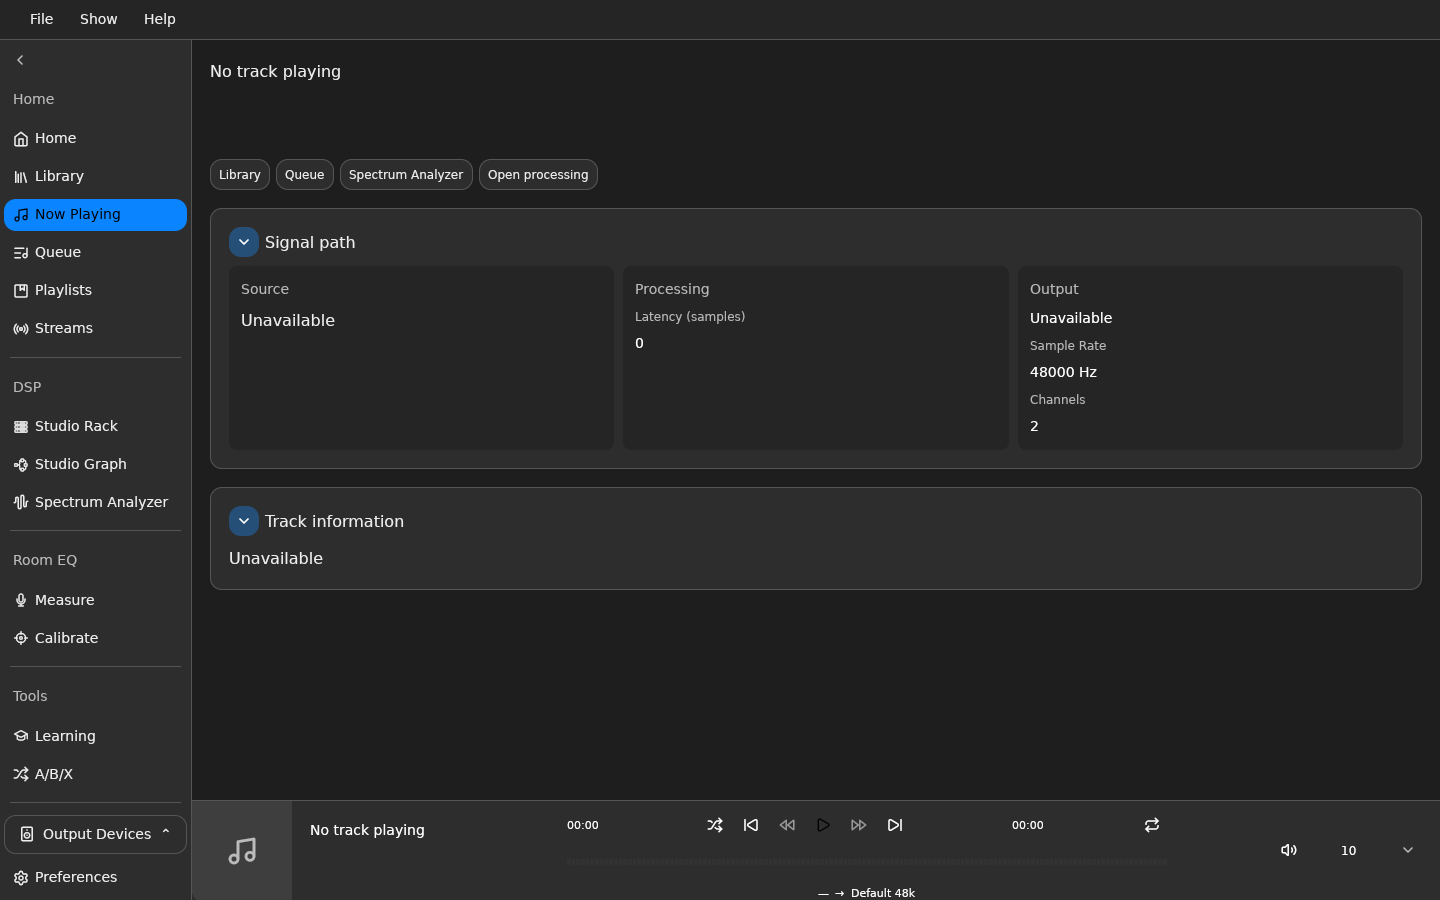 File Show Help
Home
Home
Library
Now Playing
Queue
Playlists
Streams
DSP
Studio Rack
Studio Graph
Spectrum Analyzer
Room EQ
Measure
Calibrate
Tools
Learning
A/B/X
Output Devices
Preferences
No track playing
Library Queue Spectrum Analyzer Open processing
Signal path
Source
Unavailable
Processing
Latency (samples)
0
Output
Unavailable
Sample Rate
48000 Hz
Channels
2
Track information
Unavailable
No track playing
00:00
00:00
10
— → Default 48k